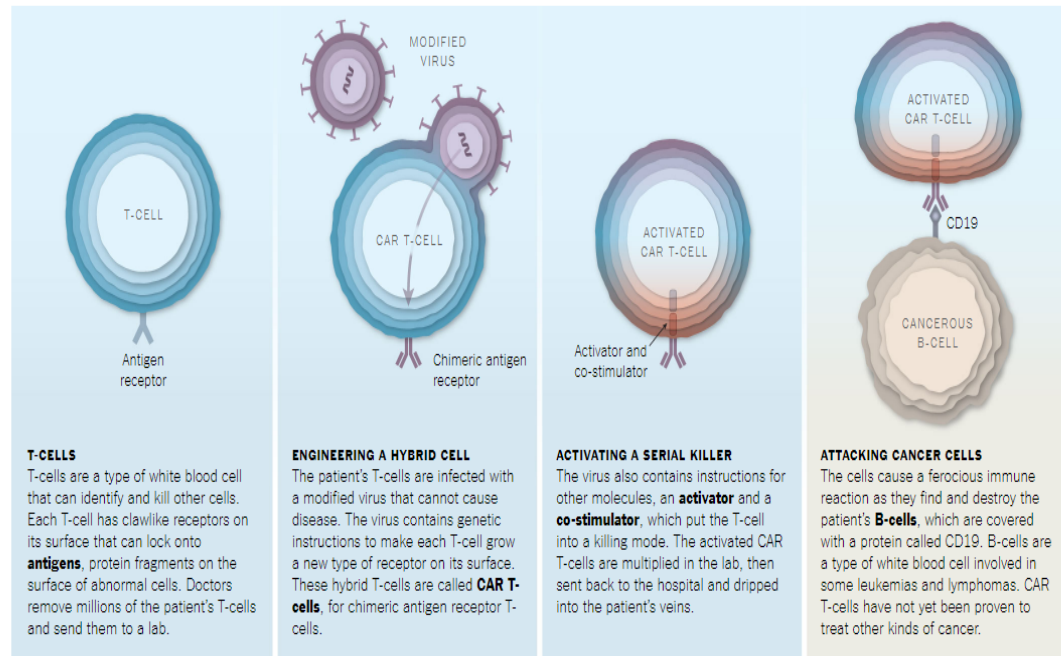 MODIFIED
VIRUS
T-CELL
Antigen
receptor
CAR T-CELL
Chimeric antigen
receptor
ACTIVATED
CAR T-CELL
Activator and
co-stimulator
ACTIVATED
CAR T-CELL
CD19
CANCEROUS
B-CELL
T-CELLS
T-cells are a type of white blood cell
that can identify and kill other cells.
Each T-cell has clawlike receptors on
its surface that can lock onto
antigens, protein fragments on the
surface of abnormal cells. Doctors
remove millions of the patient's T-cells
and send them to a lab.
ENGINEERING A HYBRID CELL
The patient's T-cells are infected with
a modified virus that cannot cause
disease. The virus contains genetic
instructions to make each T-cell grow
a new type of receptor on its surface.
These hybrid T-cells are called CAR T-
cells, for chimeric antigen receptor T-
cells.
ACTIVATING A SERIAL KILLER
The virus also contains instructions for
other molecules, an activator and a
co-stimulator, which put the T-cell
into a killing mode. The activated CAR
T-cells are multiplied in the lab, then
sent back to the hospital and dripped
into the patient's veins.
ATTACKING CANCER CELLS
The cells cause a ferocious immune
reaction as they find and destroy the
patient's B-cells, which are covered
with a protein called CD19. B-cells are
a type of white blood cell involved in
some leukemias and lymphomas. CAR
T-cells have not yet been proven to
treat other kinds of cancer.